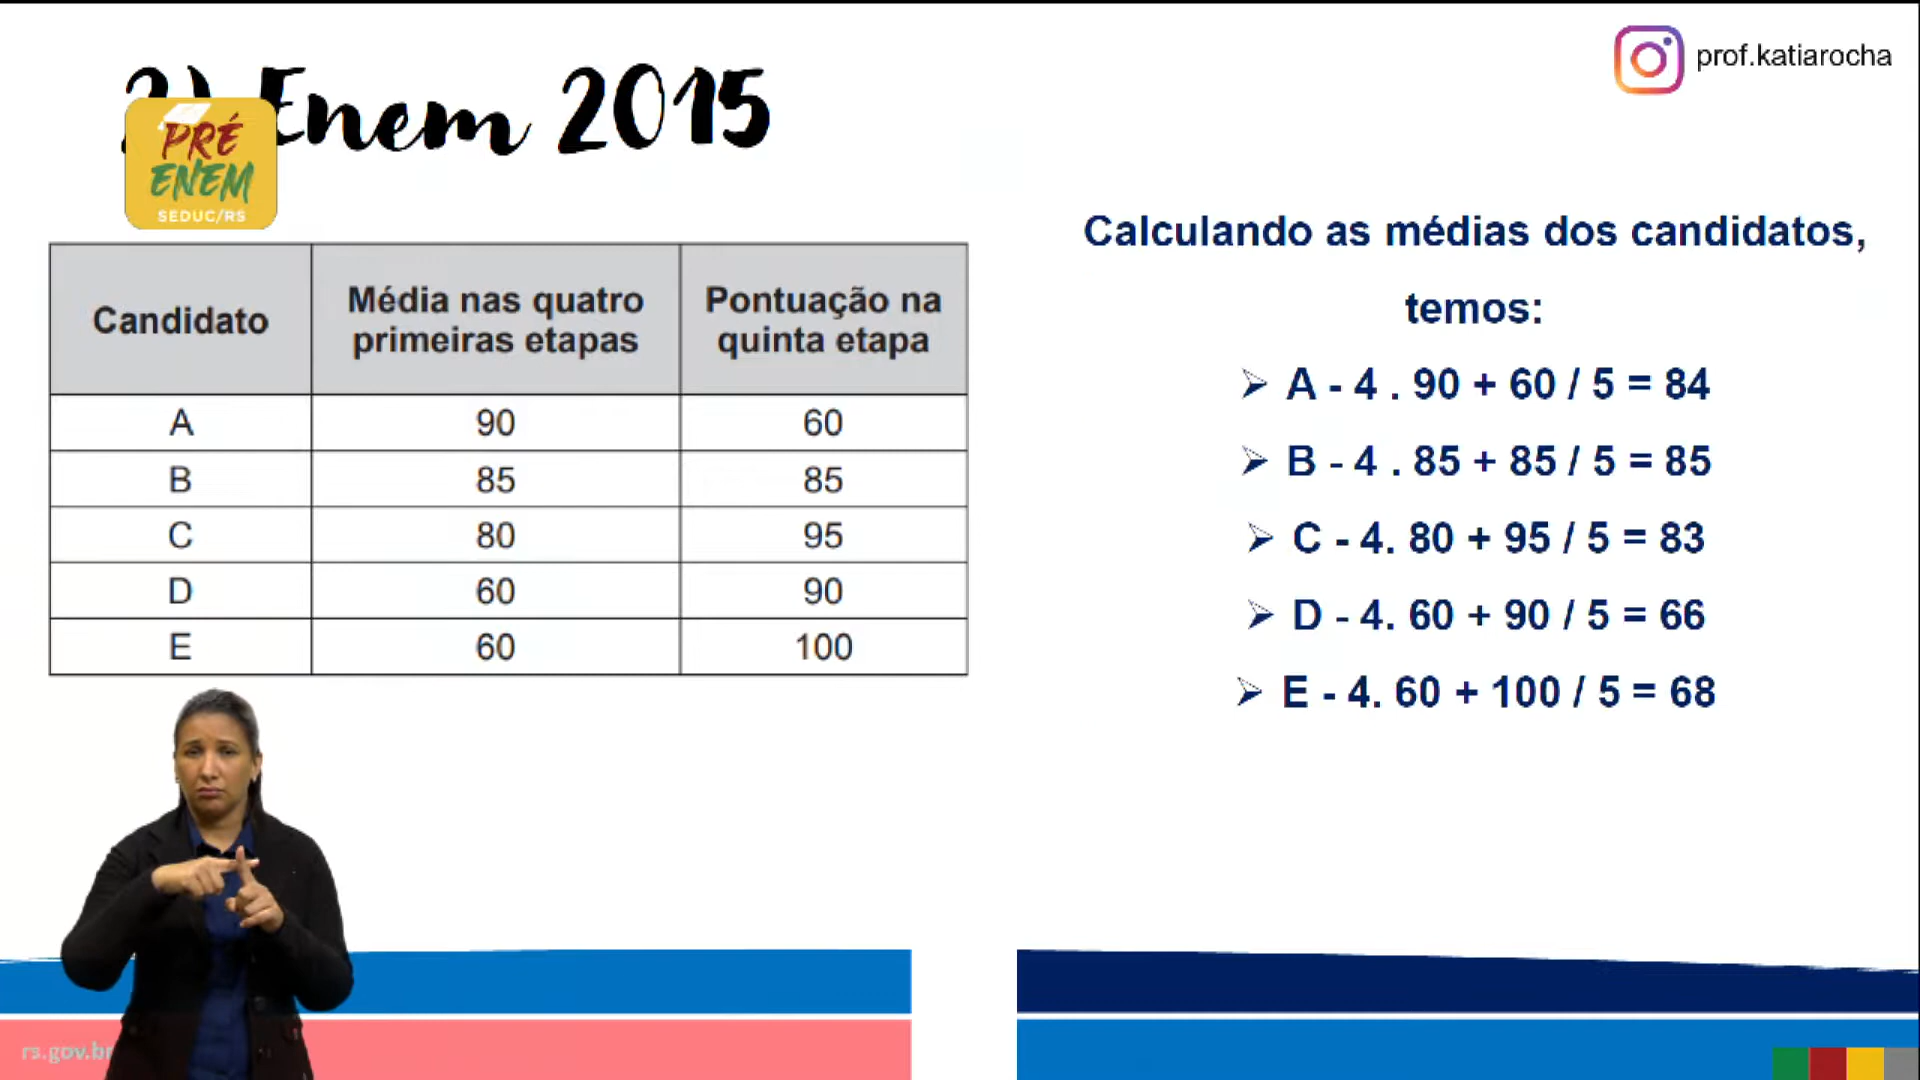 prof.katiarocha
2) Enem 2015
PRÉ
ENEM
SEDUC/RS
Candidato
Média nas quatro
primeiras etapas
Pontuação na
quinta etapa
A 90 60
B 85 85
C 80 95
D 60 90
E 60 100
Calculando as médias dos candidatos,
temos:
➢ A - 4 . 90 + 60 / 5 = 84
➢ B - 4 . 85 + 85 / 5 = 85
➢ C - 4. 80 + 95 / 5 = 83
➢ D - 4. 60 + 90 / 5 = 66
➢ E - 4. 60 + 100 / 5 = 68
rs.gov.br